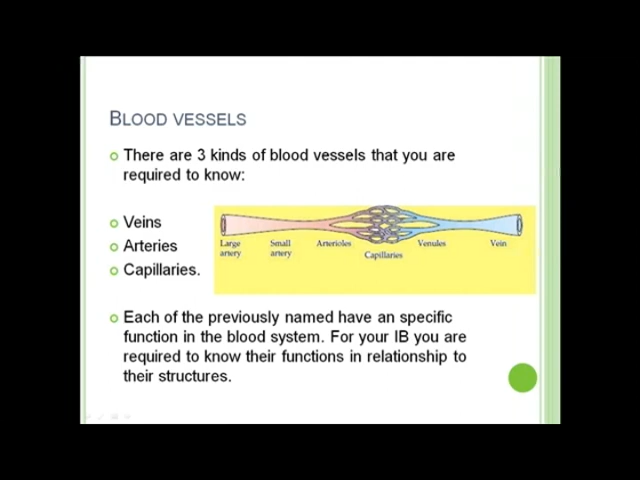 BLOOD VESSELS
There are 3 kinds of blood vessels that you are
required to know:
Veins
Arteries
Capillaries.
Large
artery
Small
artery
Arterioles
Capillaries
Venules
Vein
Each of the previously named have an specific
function in the blood system. For your IB you are
required to know their functions in relationship to
their structures.